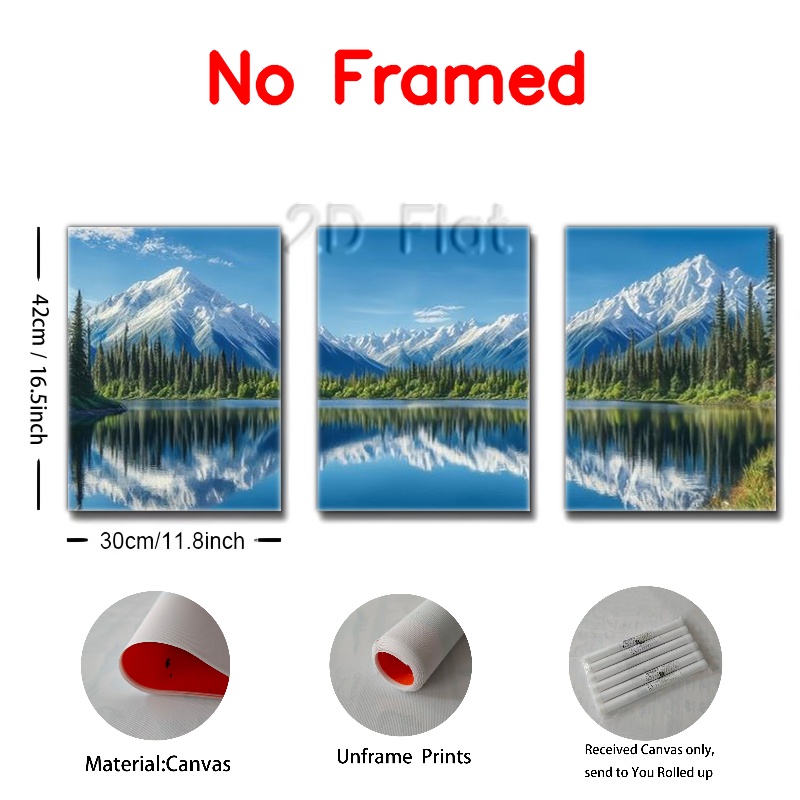 No Framed
2D Flat
42cm / 16.5inch
30cm/11.8inch
Material:Canvas
Unframe Prints
Received Canvas only,
send to You Rolled up